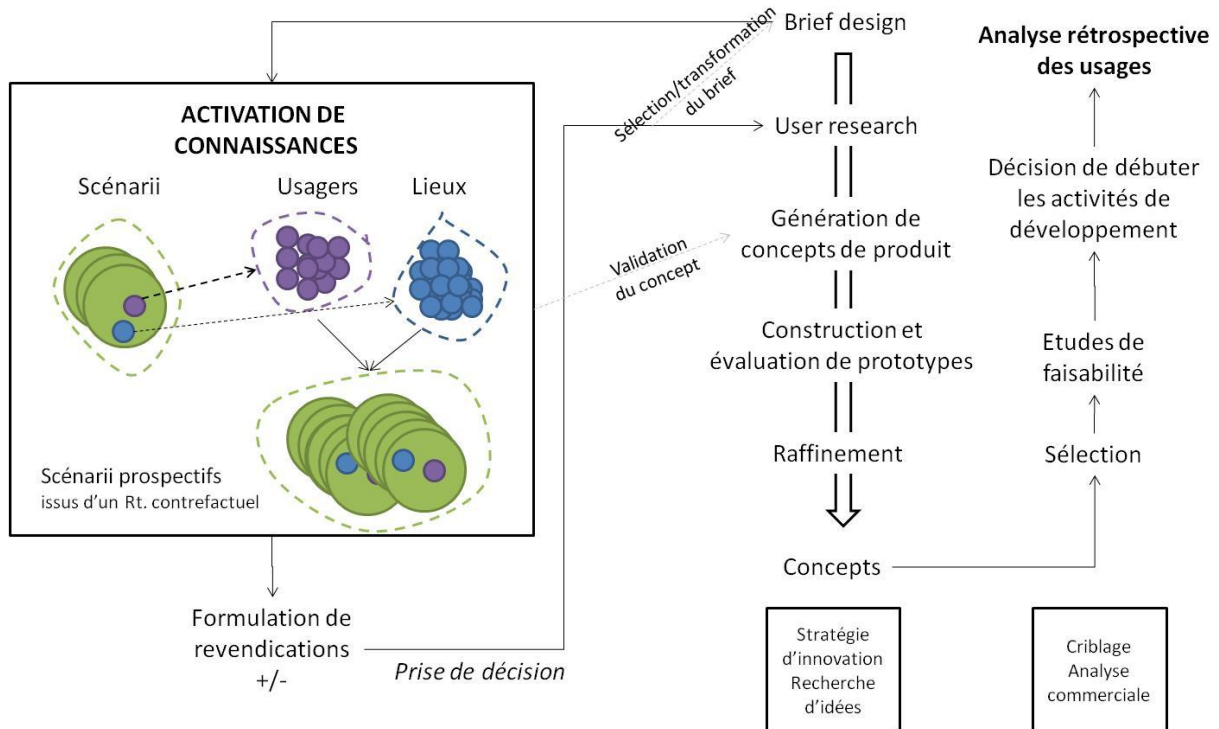 ACTIVATION DE
CONNAISSANCES
Scénarii
Usagers
Lieux
Scénarii prospectifs
issus d'un Rt. contrefactuel
Formulation de
revendications
+/-
Prise de décision
Sélection/transformation
du brief
Validation
du concept
Brief design
User research
Génération de
concepts de produit
Construction et
évaluation de prototypes
Raffinement
Concepts
Stratégie
d'innovation
Recherche
d'idées
Analyse rétrospective
des usages
Décision de débuter
les activités de
développement
Etudes de
faisabilité
Sélection
Criblage
Analyse
commerciale